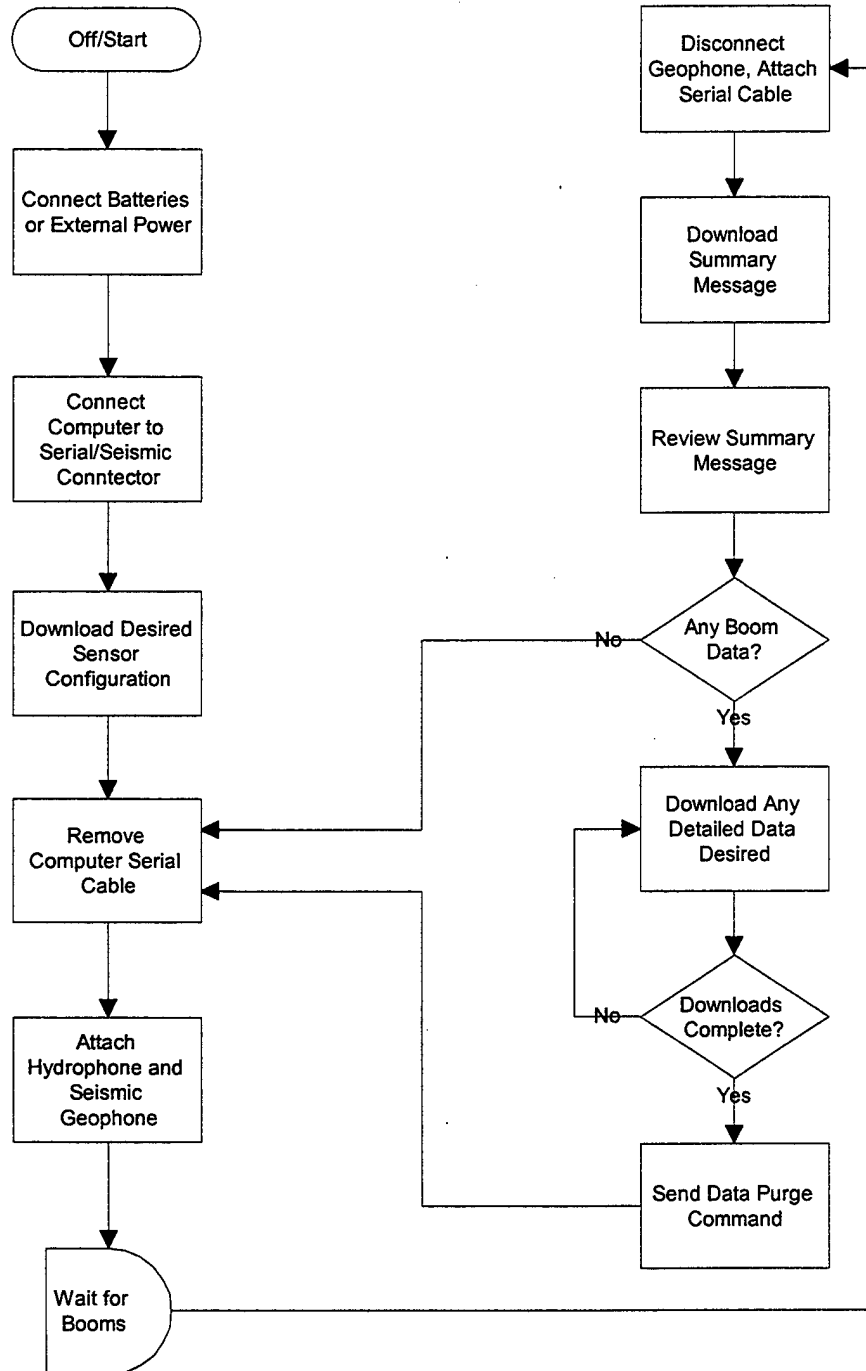 Off/Start
Connect Batteries
or External Power
Connect
Computer to
Serial/Seismic
Conntector
Download Desired
Sensor
Configuration
Remove
Computer Serial
Cable
Attach
Hydrophone and
Seismic
Geophone
Wait for
Booms
Disconnect
Geophone, Attach
Serial Cable
Download
Summary
Message
Review Summary
Message
Any Boom
Data?
No
Yes
Download Any
Detailed Data
Desired
Downloads
Complete?
No
Yes
Send Data Purge
Command